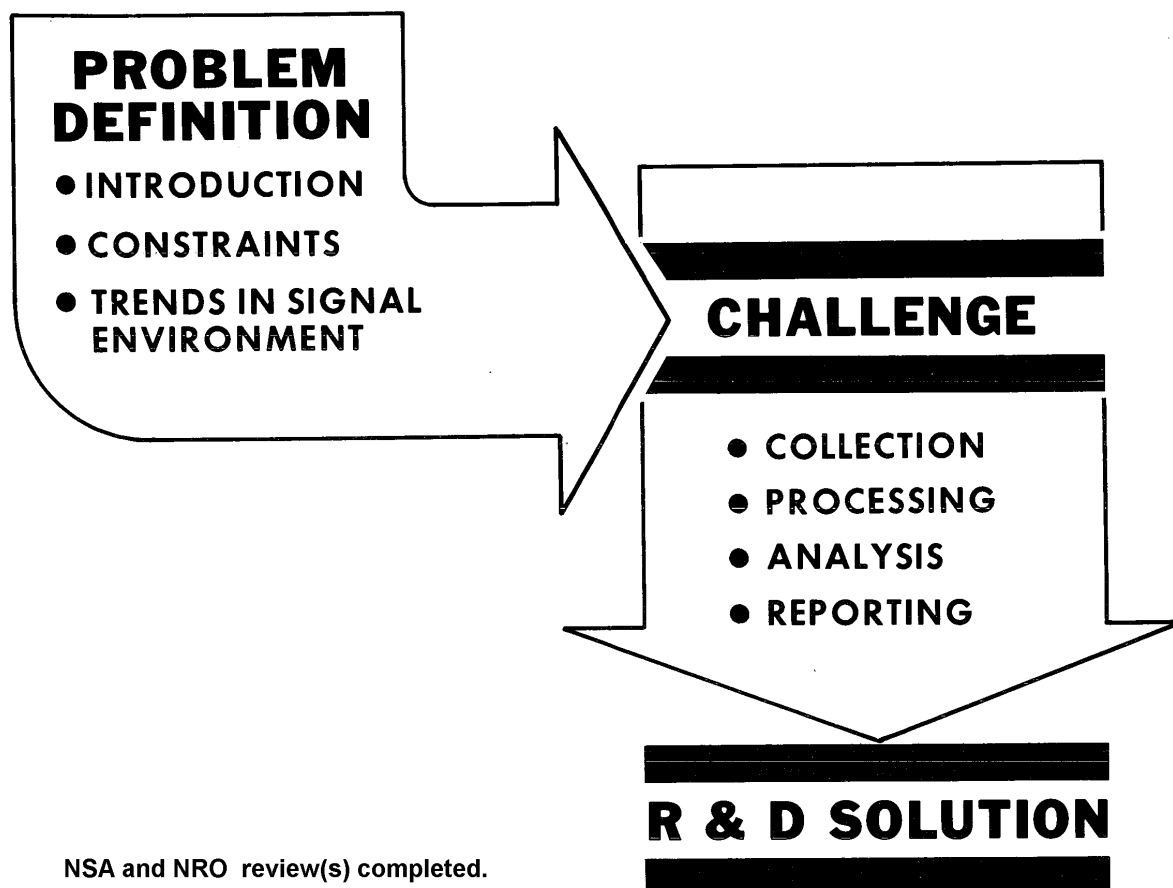 PROBLEM
DEFINITION
● INTRODUCTION
● CONSTRAINTS
● TRENDS IN SIGNAL
ENVIRONMENT
CHALLENGE
● COLLECTION
● PROCESSING
● ANALYSIS
● REPORTING
R & D SOLUTION
NSA and NRO review(s) completed.